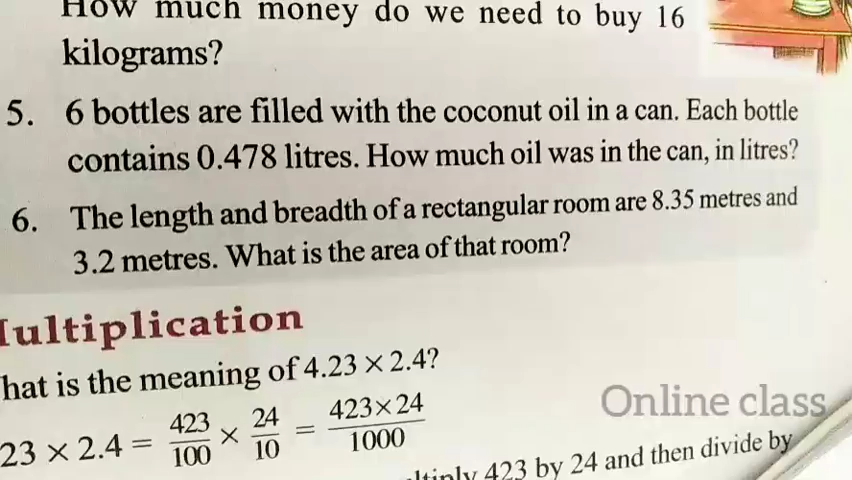 How much money do we need to buy 16
kilograms?
5. 6 bottles are filled with the coconut oil in a can. Each bottle
contains 0.478 litres. How much oil was in the can, in litres?
6. The length and breadth of a rectangular room are 8.35 metres and
3.2 metres. What is the area of that room?
Multiplication
hat is the meaning of 4.23 × 2.4?
23 × 2.4 = 423/100 × 24/10 = 423×24/1000
Online class
ltiply 423 by 24 and then divide by